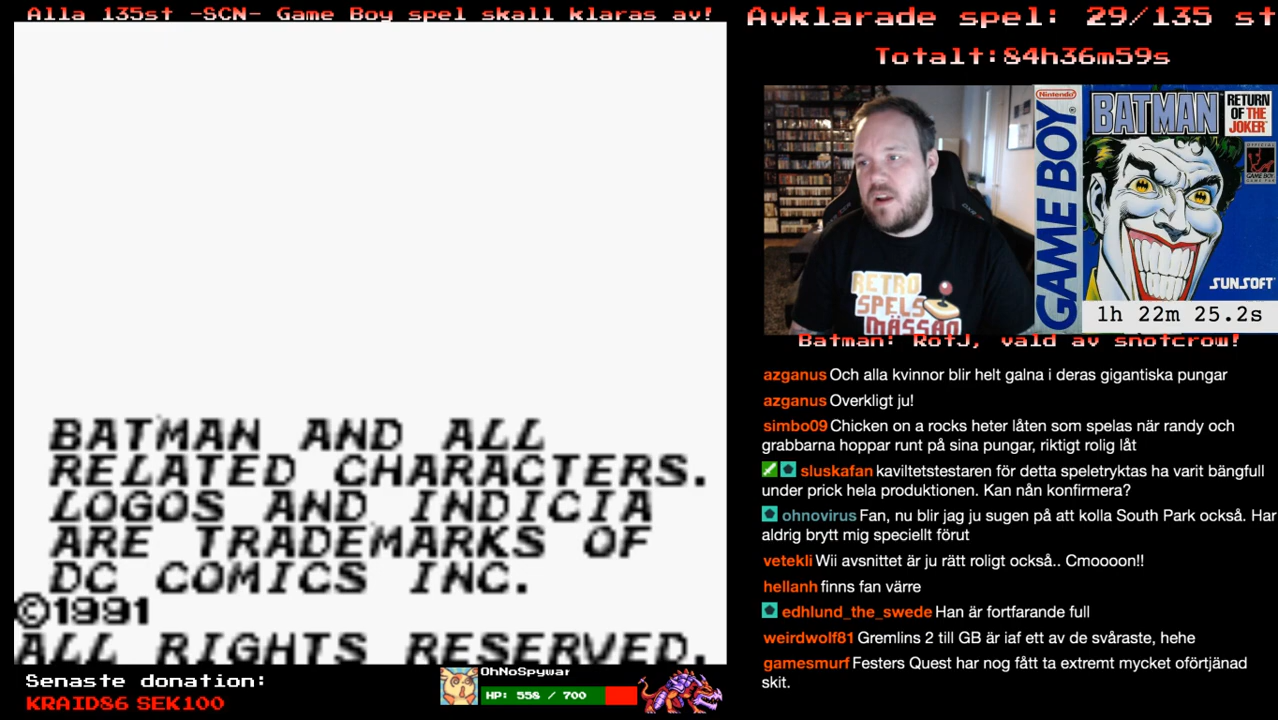 Alla 135st -SCN- Game Boy spel skall klaras av!
Avklarade spel: 29/135 st
Totalt:84h36m59s
Nintendo
GAME BOY
BATMAN
RETURN
OF THE
JOKER
SUNSOFT
RETRO
SPELS
MÄSSAN
1h 22m 25.2s
Batman: RotJ, vald av snotcrow!
BATMAN AND ALL
RELATED CHARACTERS.
LOGOS AND INDICIA
ARE TRADEMARKS OF
DC COMICS INC.
©1991
ALL RIGHTS RESERVED.
azganus Och alla kvinnor blir helt galna i deras gigantiska pungar
azganus Overkligt ju!
simbo09 Chicken on a rocks heter låten som spelas när randy och
grabbarna hoppar runt på sina pungar, riktigt rolig låt
sluskafan kaviltetstestaren för detta speletryktas ha varit bängfull
under prick hela produktionen. Kan nån konfirmera?
ohnovirus Fan, nu blir jag ju sugen på att kolla South Park också. Har
aldrig brytt mig speciellt förut
vetekli Wii avsnittet är ju rätt roligt också.. Cmoooon!!
hellanh finns fan värre
edhlund_the_swede Han är fortfarande full
weirdwolf81 Gremlins 2 till GB är iaf ett av de svåraste, hehe
gamesmurf Festers Quest har nog fått ta extremt mycket oförtjänad
skit.
Senaste donation:
KRAID86 SEK100
OhNoSpywar
HP: 558 / 700